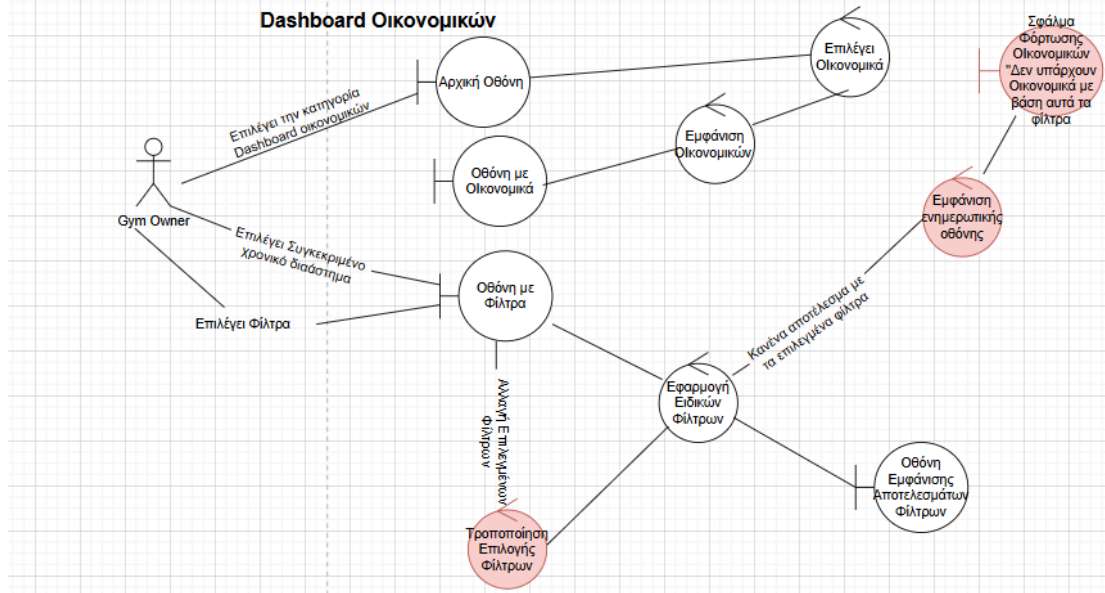 Dashboard Οικονομικών
Αρχική Οθόνη
Επιλέγει
Οικονομικά
Σφάλμα
Φόρτωσης
Οικονομικών
"Δεν υπάρχουν
Οικονομικά με
βάση αυτά τα
φίλτρα
Επιλέγει την κατηγορία
Dashboard οικονομικών
Εμφάνιση
Οικονομικών
Οθόνη με
Οικονομικά
Gym Owner
Εμφάνιση
ενημερωτικής
οθόνης
Επιλέγει Συγκεκριμένο
χρονικό διαάστημα
Οθόνη με
Φίλτρα
Επιλέγει Φίλτρα
Κανένα αποτέλεσμα με
τα επιλεγμένα φίλτρα
Εφαρμογή
Ειδικών
Φίλτρων
Αλλαγή Επιλεγμένων
Φίλτρων
Οθόνη
Εμφάνισης
Αποτελεσμάτων
Φίλτρων
Τροποποίηση
Επιλογής
Φίλτρων